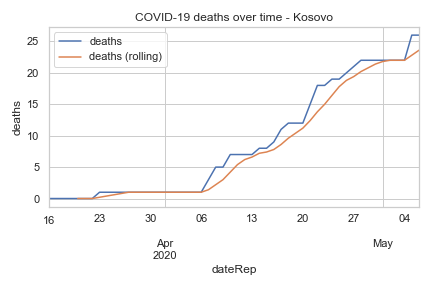 COVID-19 deaths over time - Kosovo
deaths
deaths (rolling)
deaths
25
20
15
10
5
0
16 23 30 06 13 20 27 04
Apr May
2020
dateRep